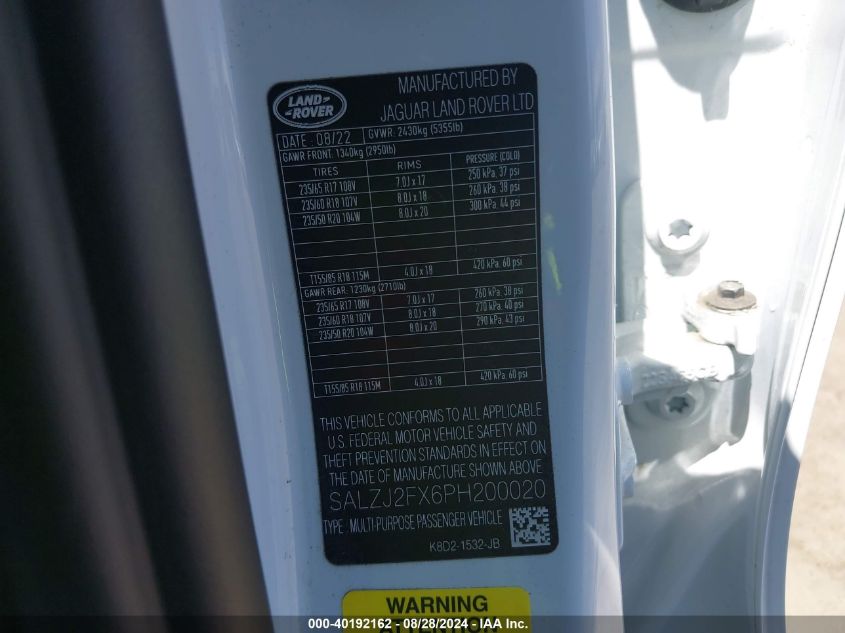 LAND-
-ROVER
MANUFACTURED BY
JAGUAR LAND ROVER LTD
DATE : 08/22 GVWR: 2430kg (5355lb)
GAWR FRONT: 1340kg (2950lb)
TIRES RIMS PRESSURE (COLD)
235/65 R17 108V 7.0J x 17 250 kPa, 37 psi
235/60 R18 107V 8.0J x 18 260 kPa, 38 psi
235/50 R20 104W 8.0J x 20 300 kPa, 44 psi
T155/85 R18 115M 4.0J x 18 420 kPa, 60 psi
GAWR REAR: 1230kg (2710lb)
235/65 R17 108V 7.0J x 17 260 kPa, 38 psi
235/60 R18 107V 8.0J x 18 270 kPa, 40 psi
235/50 R20 104W 8.0J x 20 290 kPa, 43 psi
T155/85 R18 115M 4.0J x 18 420 kPa, 60 psi
THIS VEHICLE CONFORMS TO ALL APPLICABLE
U.S. FEDERAL MOTOR VEHICLE SAFETY AND
THEFT PREVENTION STANDARDS IN EFFECT ON
THE DATE OF MANUFACTURE SHOWN ABOVE
SALZJ2FX6PH200020
TYPE : MULTI-PURPOSE PASSENGER VEHICLE
K8D2-1532-JB
WARNING
ATTENTION
000-40192162 - 08/28/2024 - IAA Inc.